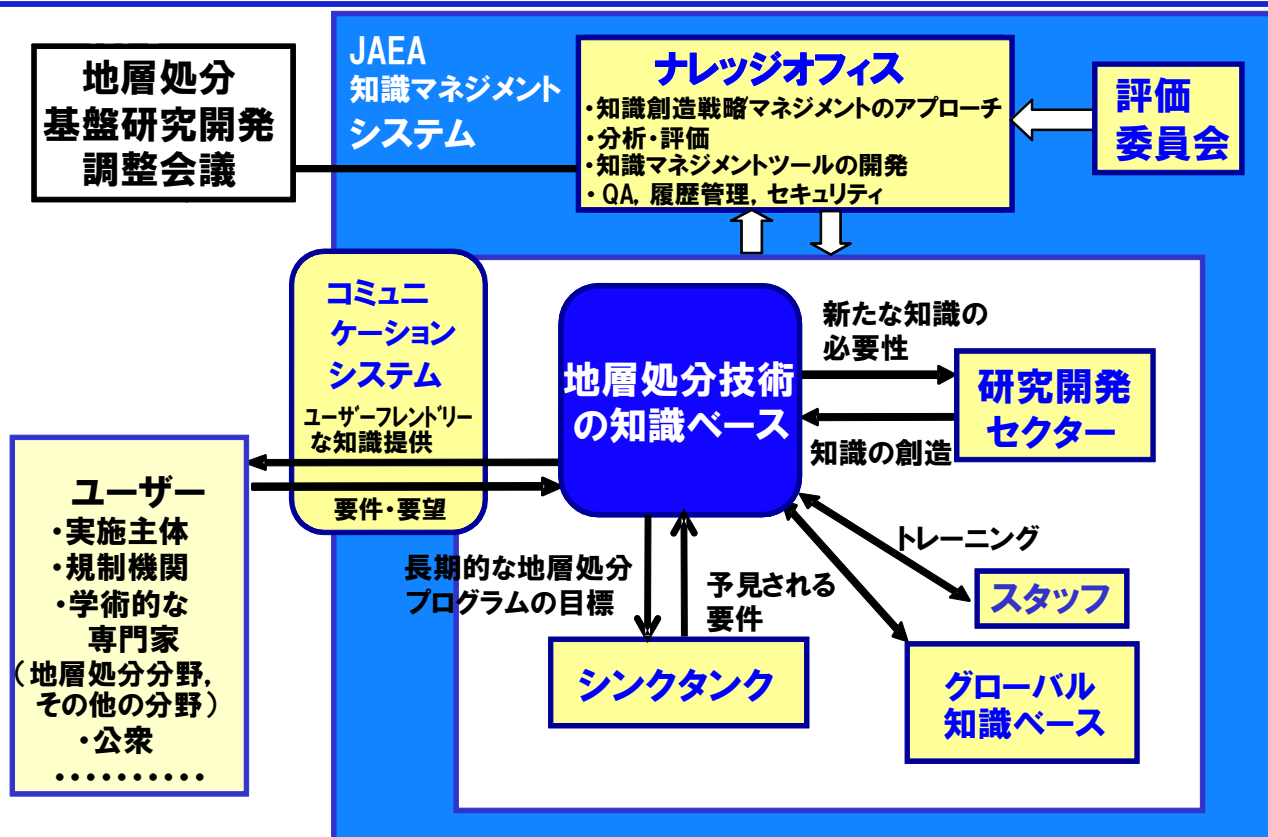 地層処分
基盤研究開発
調整会議
JAEA
知識マネジメント
システム
ナレッジオフィス
・知識創造戦略マネジメントのアプローチ
・分析・評価
・知識マネジメントツールの開発
・QA, 履歴管理, セキュリティ
評価
委員会
コミュニ
ケーション
システム
ユーザーフレンドリー
な知識提供
要件・要望
地層処分技術
の知識ベース
新たな知識の
必要性
研究開発
セクター
知識の創造
ユーザー
・実施主体
・規制機関
・学術的な
専門家
（地層処分分野,
その他の分野）
・公衆
・・・・・・・・・・
長期的な地層処分
プログラムの目標
予見される
要件
トレーニング
スタッフ
シンクタンク
グローバル
知識ベース